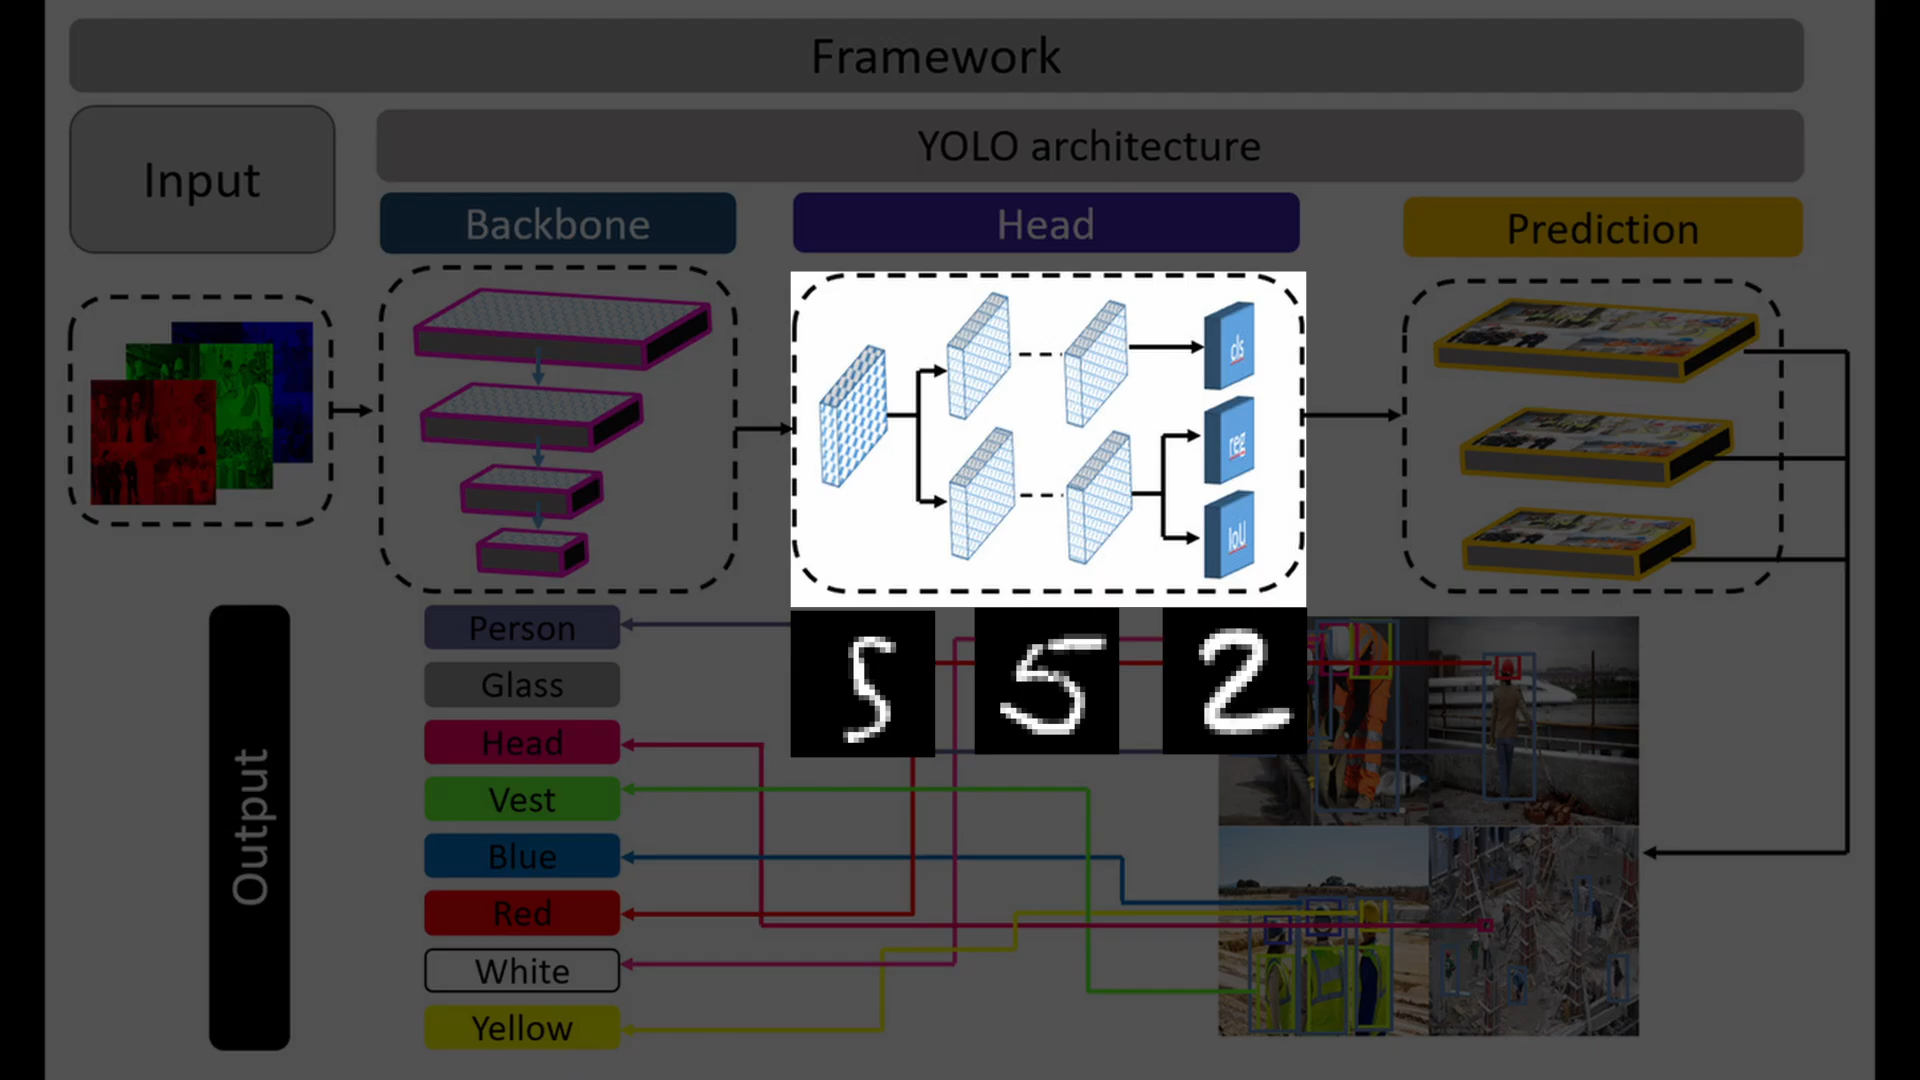 Framework
Input
YOLO architecture
Backbone
Head
Prediction
cls
reg
IoU
Person
Glass
Head
Vest
Blue
Red
White
Yellow
Output
5 5 2